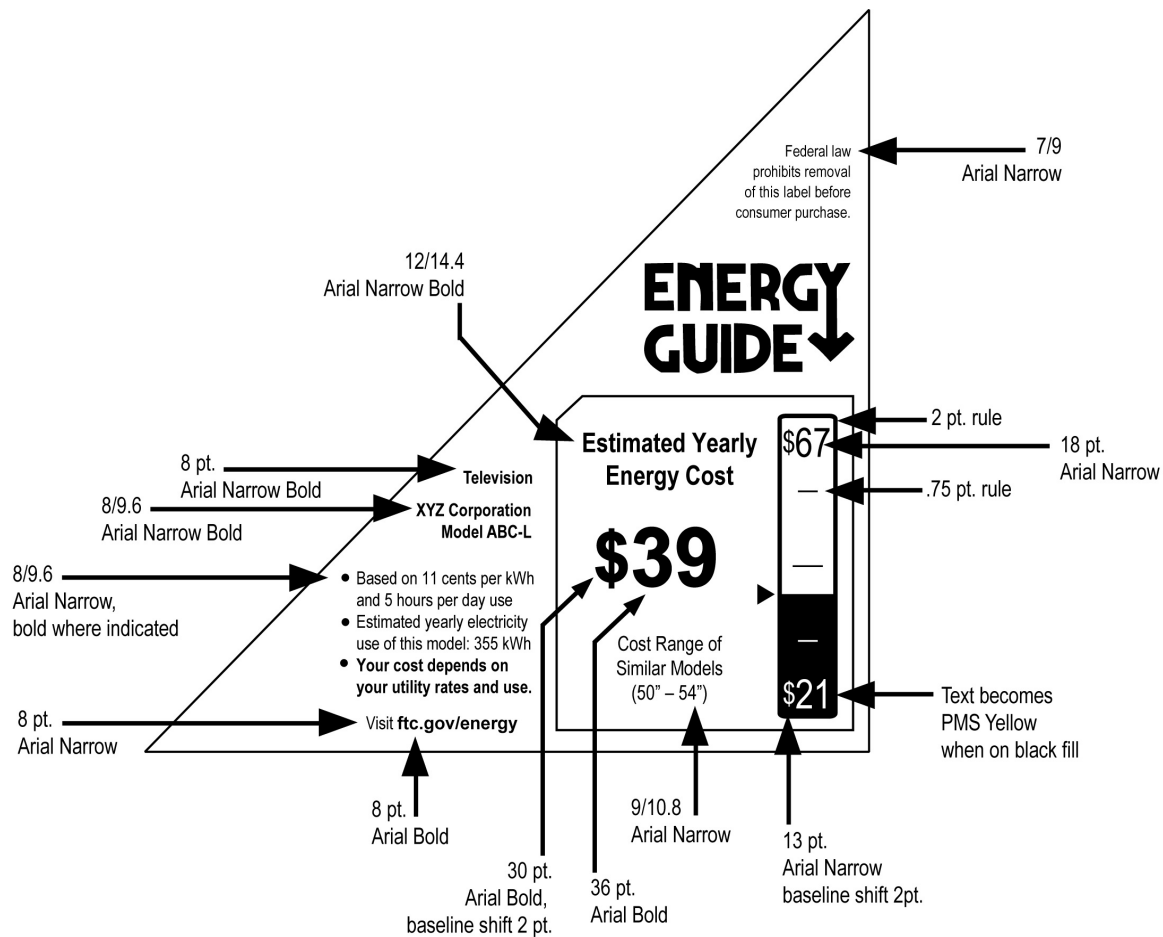 Federal law
prohibits removal
of this label before
consumer purchase.
7/9
Arial Narrow
12/14.4
Arial Narrow Bold
ENERGY
GUIDE
2 pt. rule
18 pt.
Arial Narrow
.75 pt. rule
Estimated Yearly
Energy Cost
$67
8 pt.
Arial Narrow Bold
Television
8/9.6
Arial Narrow Bold
XYZ Corporation
Model ABC-L
$39
8/9.6
Arial Narrow,
bold where indicated
• Based on 11 cents per kWh
and 5 hours per day use
• Estimated yearly electricity
use of this model: 355 kWh
• Your cost depends on
your utility rates and use.
Cost Range of
Similar Models
(50” – 54”)
$21
Text becomes
PMS Yellow
when on black fill
8 pt.
Arial Narrow
Visit ftc.gov/energy
8 pt.
Arial Bold
30 pt.
Arial Bold,
baseline shift 2 pt.
36 pt.
Arial Bold
9/10.8
Arial Narrow
13 pt.
Arial Narrow
baseline shift 2pt.